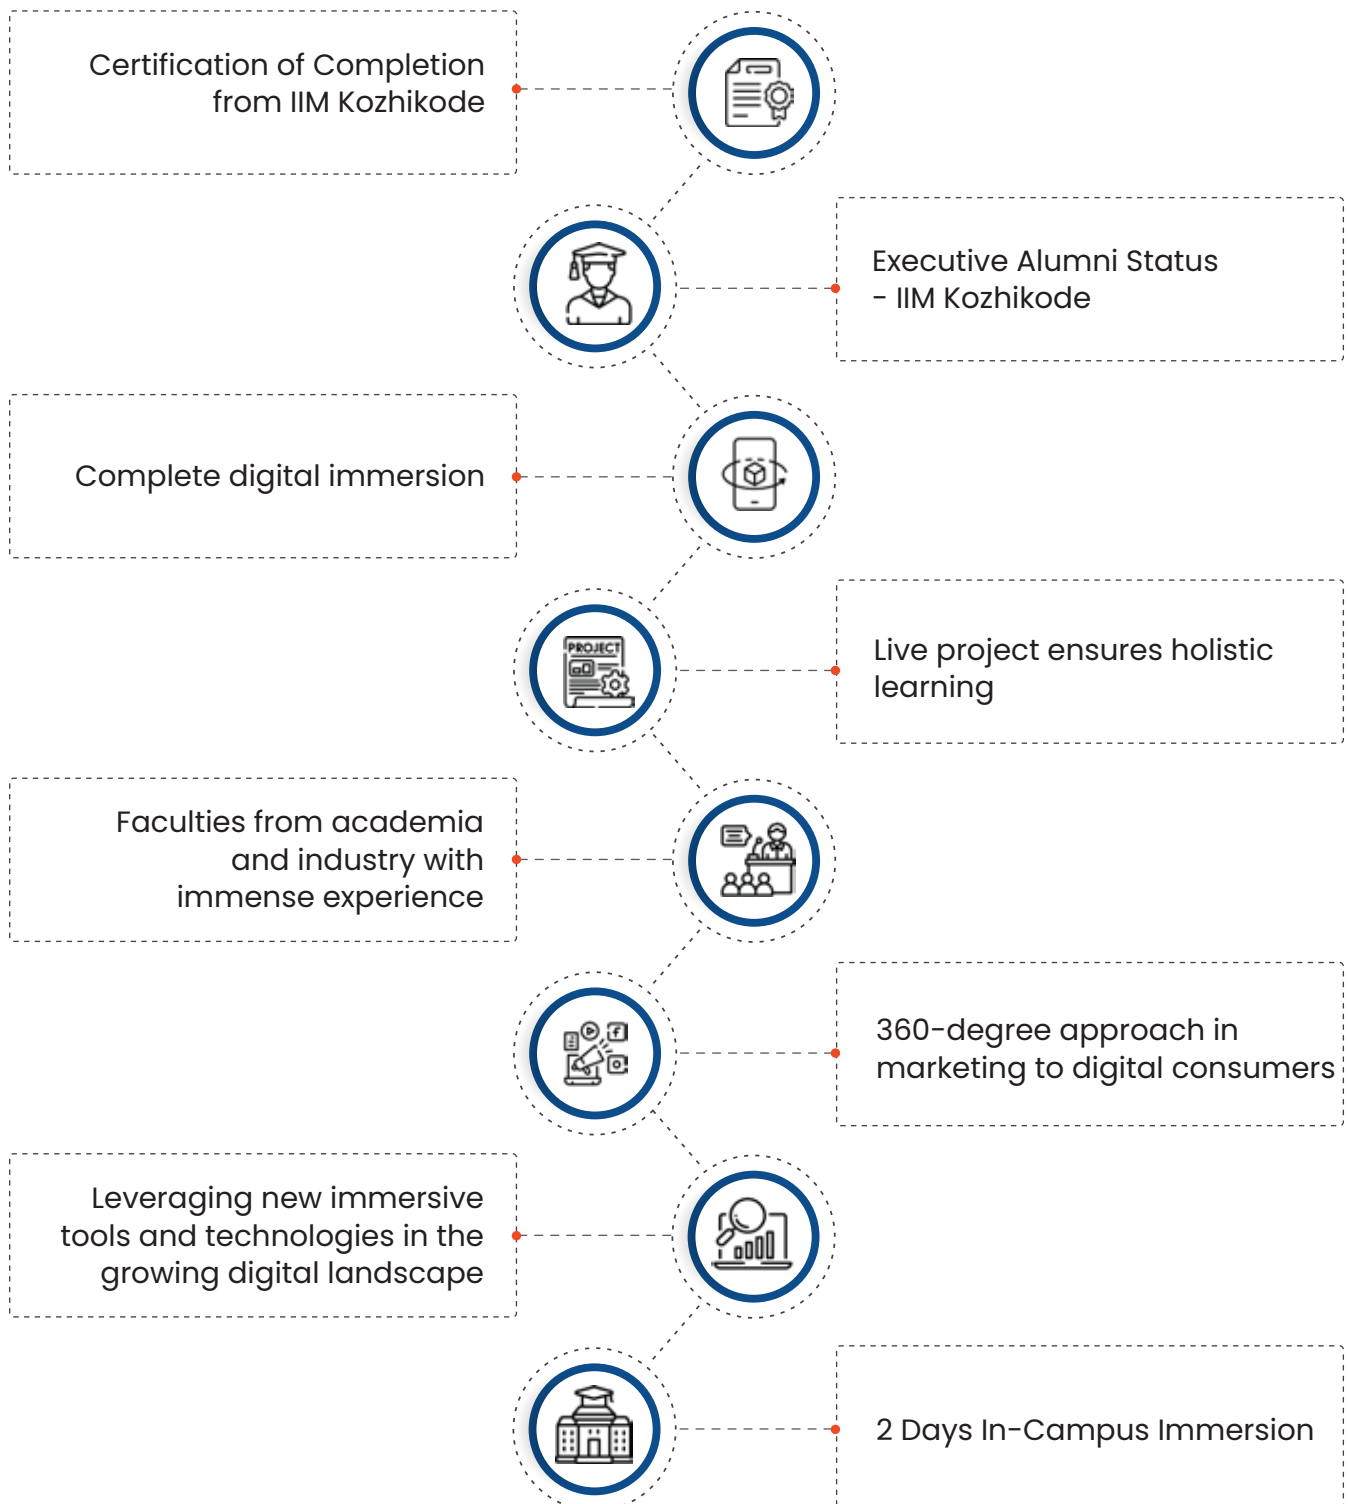 Certification of Completion
from IIM Kozhikode
Executive Alumni Status
- IIM Kozhikode
Complete digital immersion
PROJECT
Live project ensures holistic
learning
Faculties from academia
and industry with
immense experience
360-degree approach in
marketing to digital consumers
Leveraging new immersive
tools and technologies in the
growing digital landscape
2 Days In-Campus Immersion